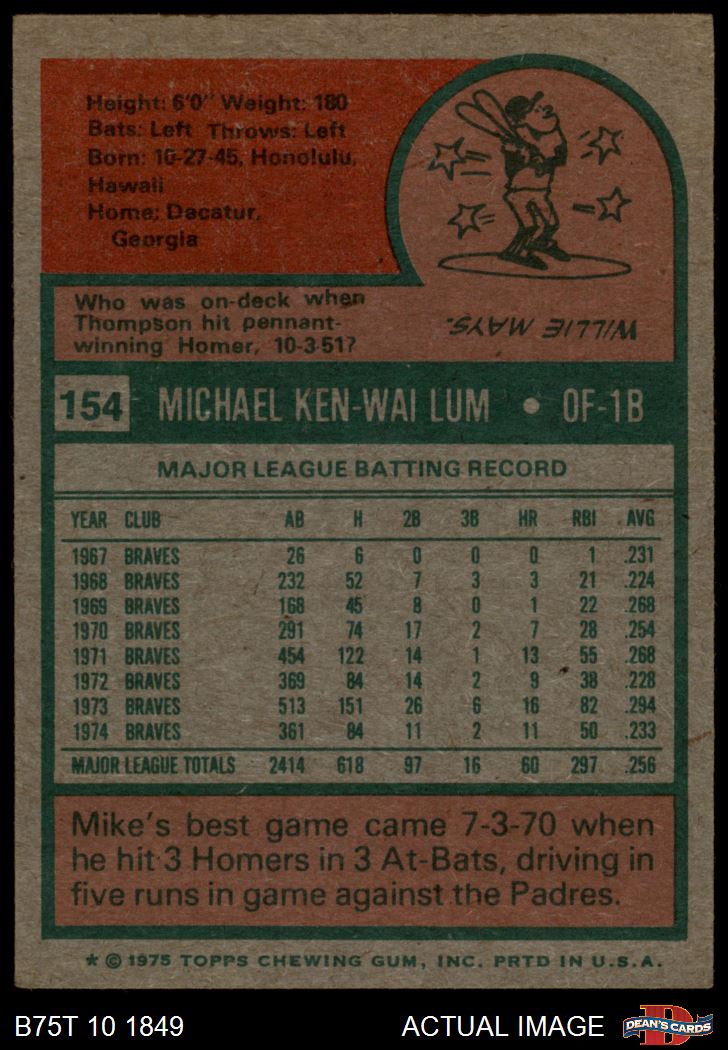 Height: 6'0" Weight: 180
Bats: Left Throws: Left
Born: 10-27-45, Honolulu,
Hawaii
Home: Decatur,
Georgia
Who was on-deck when
Thompson hit pennant-
winning Homer, 10-3-51?
WILLIE MAYS.
154 MICHAEL KEN-WAI LUM • OF-1B
MAJOR LEAGUE BATTING RECORD
YEAR CLUB AB H 2B 3B HR RBI AVG
1967 BRAVES 26 6 0 0 0 1 .231
1968 BRAVES 232 52 7 3 3 21 .224
1969 BRAVES 168 45 8 0 1 22 .268
1970 BRAVES 291 74 17 2 7 28 .254
1971 BRAVES 454 122 14 1 13 55 .268
1972 BRAVES 369 84 14 2 9 38 .228
1973 BRAVES 513 151 26 6 16 82 .294
1974 BRAVES 361 84 11 2 11 50 .233
MAJOR LEAGUE TOTALS 2414 618 97 16 60 297 .256
Mike's best game came 7-3-70 when
he hit 3 Homers in 3 At-Bats, driving in
five runs in game against the Padres.
* © 1975 TOPPS CHEWING GUM, INC. PRTD IN U.S.A.
B75T 10 1849 ACTUAL IMAGE D DEAN'S CARDS